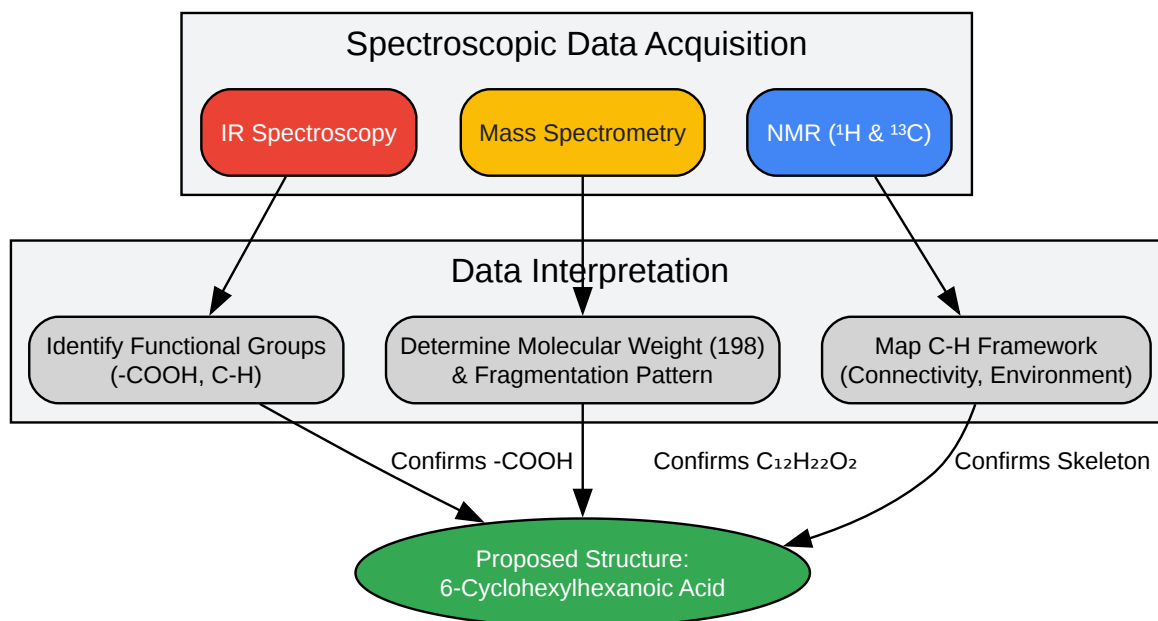 Spectroscopic Data Acquisition
IR Spectroscopy
Mass Spectrometry
NMR (¹H & ¹³C)
Data Interpretation
Identify Functional Groups
(-COOH, C-H)
Determine Molecular Weight (198)
& Fragmentation Pattern
Map C-H Framework
(Connectivity, Environment)
Confirms -COOH
Confirms C₁₂H₂₂O₂
Confirms Skeleton
Proposed Structure:
6-Cyclohexylhexanoic Acid